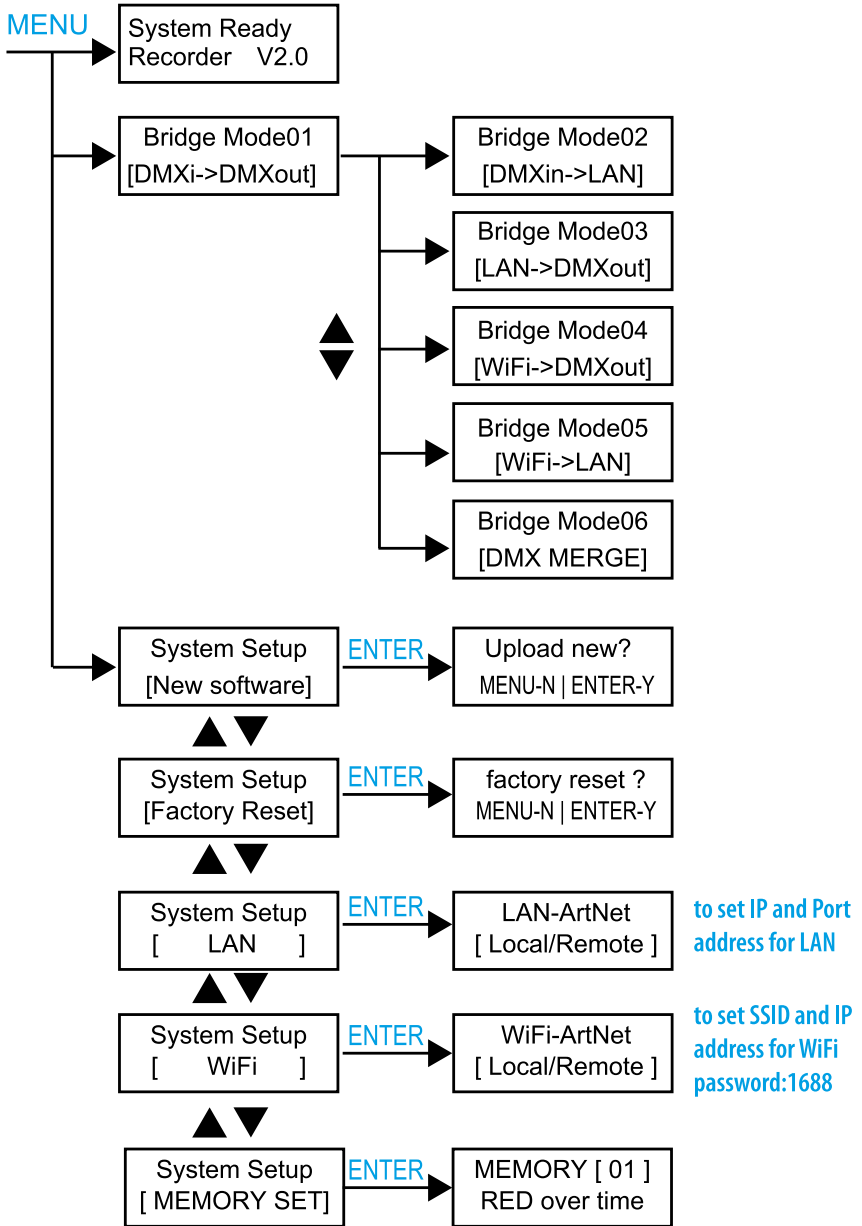 MENU
System Ready
Recorder V2.0
Bridge Mode01
[DMXi->DMXout]
Bridge Mode02
[DMXin->LAN]
Bridge Mode03
[LAN->DMXout]
Bridge Mode04
[WiFi->DMXout]
Bridge Mode05
[WiFi->LAN]
Bridge Mode06
[DMX MERGE]
System Setup
[New software]
ENTER
Upload new?
MENU-N | ENTER-Y
System Setup
[Factory Reset]
ENTER
factory reset ?
MENU-N | ENTER-Y
System Setup
[ LAN ]
ENTER
LAN-ArtNet
[ Local/Remote ]
to set IP and Port
address for LAN
System Setup
[ WiFi ]
ENTER
WiFi-ArtNet
[ Local/Remote ]
to set SSID and IP
address for WiFi
password:1688
System Setup
[ MEMORY SET]
ENTER
MEMORY [ 01 ]
RED over time